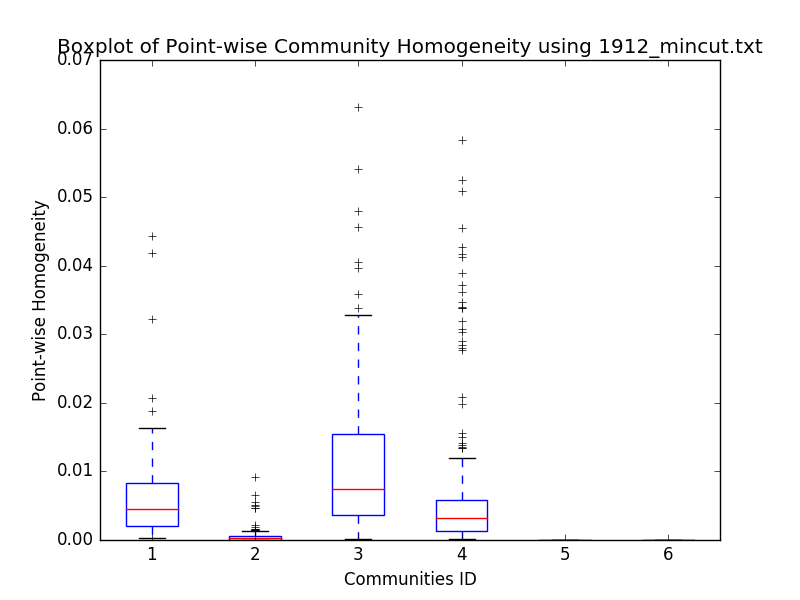 Boxplot of Point-wise Community Homogeneity using 1912_mincut.txt
0.07
0.06
0.05
0.04
0.03
0.02
0.01
0.00
Point-wise Homogeneity
1 2 3 4 5 6
Communities ID